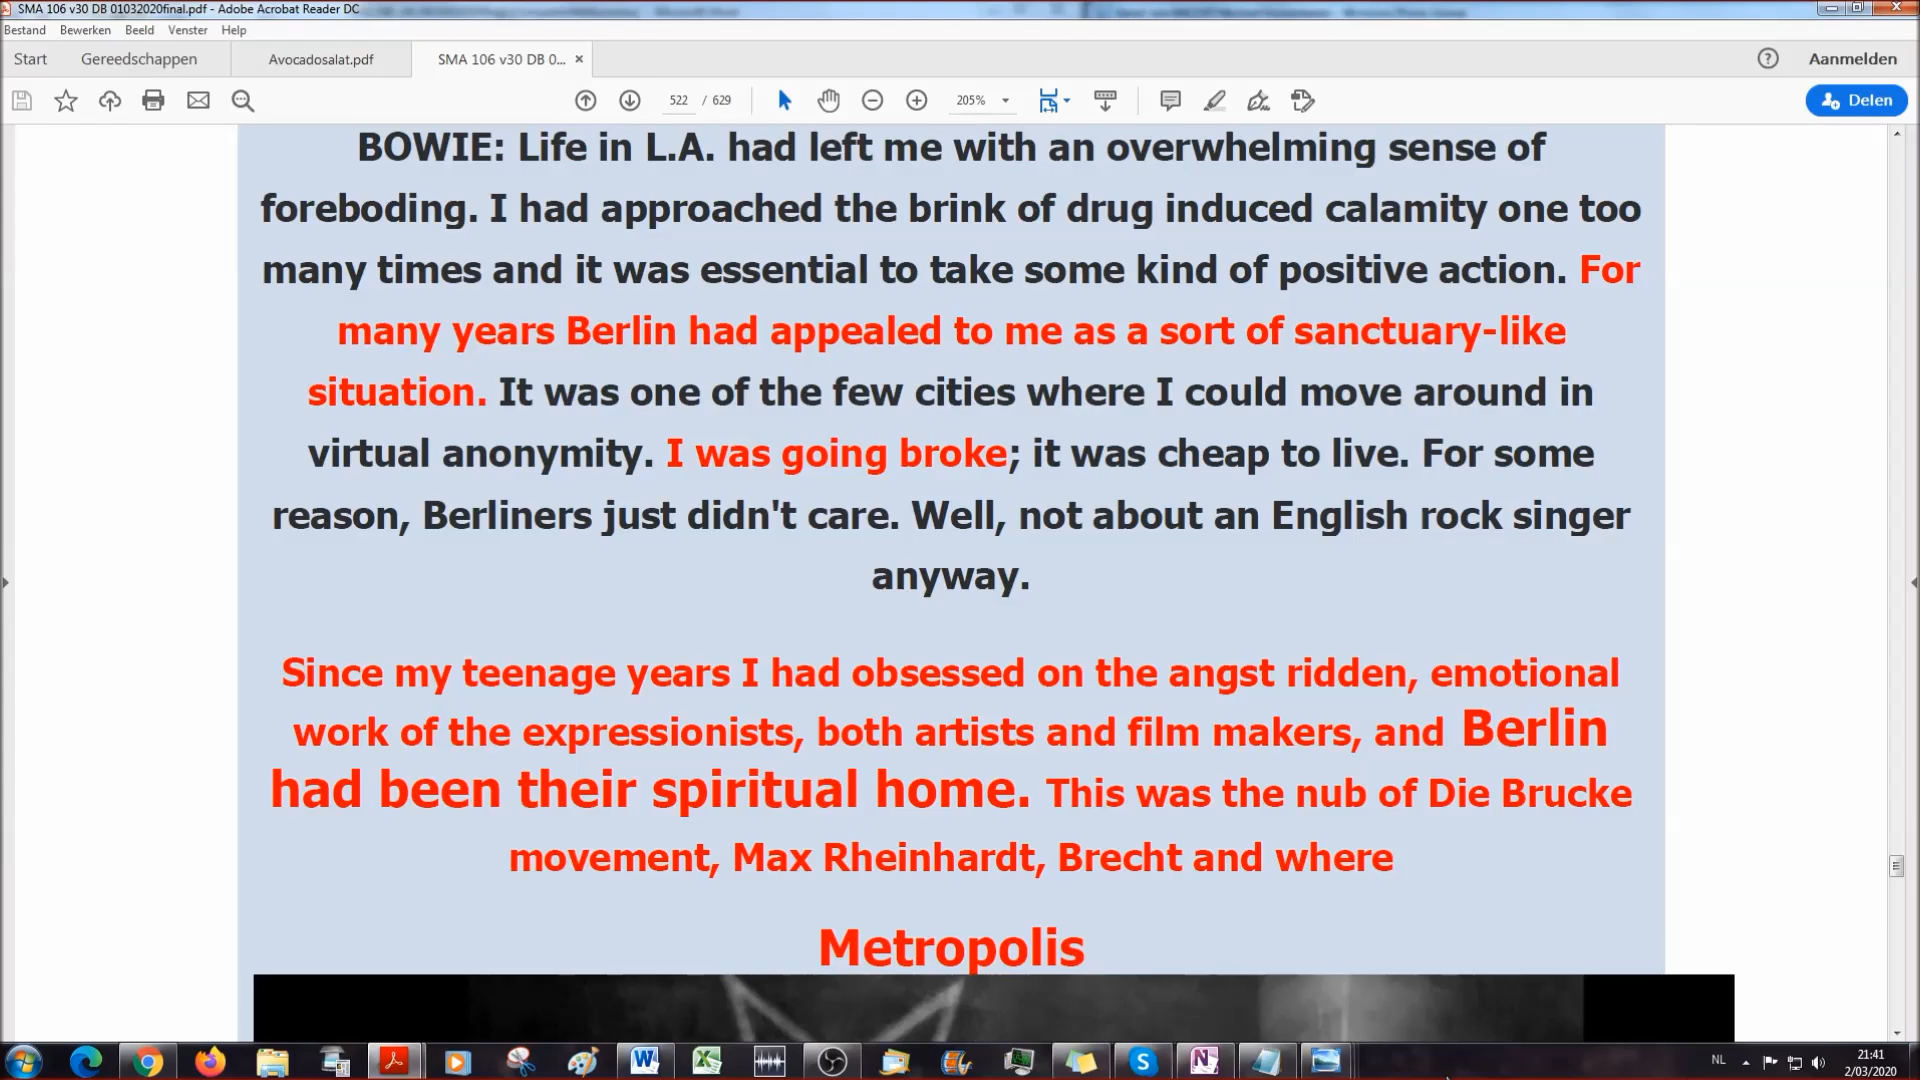 SMA 106 v30 DB 01032020final.pdf - Adobe Acrobat Reader DC
Bestand Bewerken Beeld Venster Help
Start Gereedschappen Avocadosalat.pdf SMA 106 v30 DB 0... × Aanmelden
522 / 629 205% Delen
BOWIE: Life in L.A. had left me with an overwhelming sense of
foreboding. I had approached the brink of drug induced calamity one too
many times and it was essential to take some kind of positive action. For
many years Berlin had appealed to me as a sort of sanctuary-like
situation. It was one of the few cities where I could move around in
virtual anonymity. I was going broke; it was cheap to live. For some
reason, Berliners just didn't care. Well, not about an English rock singer
anyway.
Since my teenage years I had obsessed on the angst ridden, emotional
work of the expressionists, both artists and film makers, and Berlin
had been their spiritual home. This was the nub of Die Brucke
movement, Max Rheinhardt, Brecht and where
Metropolis
NL 21:41
2/03/2020